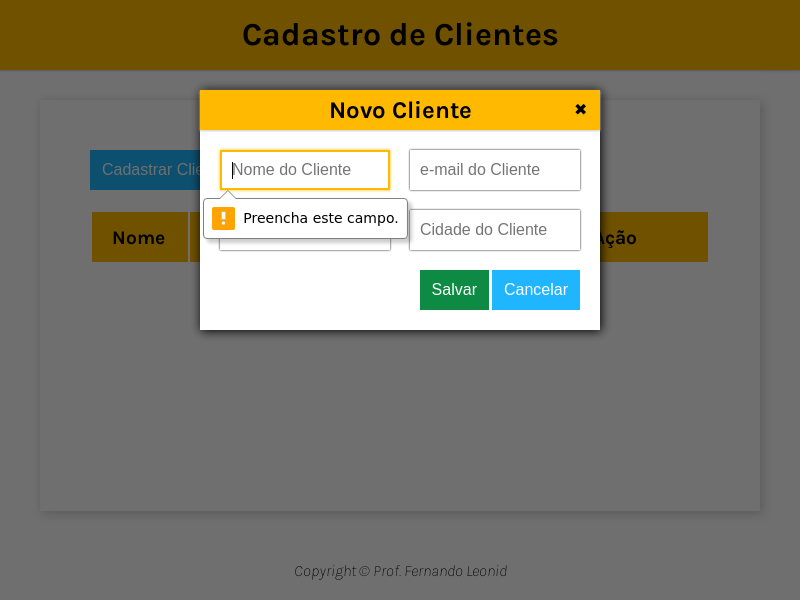 Cadastro de Clientes
Novo Cliente ✖
Cadastrar Clie
Nome do Cliente
e-mail do Cliente
! Preencha este campo.
Cidade do Cliente
Nome
Ação
Salvar
Cancelar
Copyright © Prof. Fernando Leonid